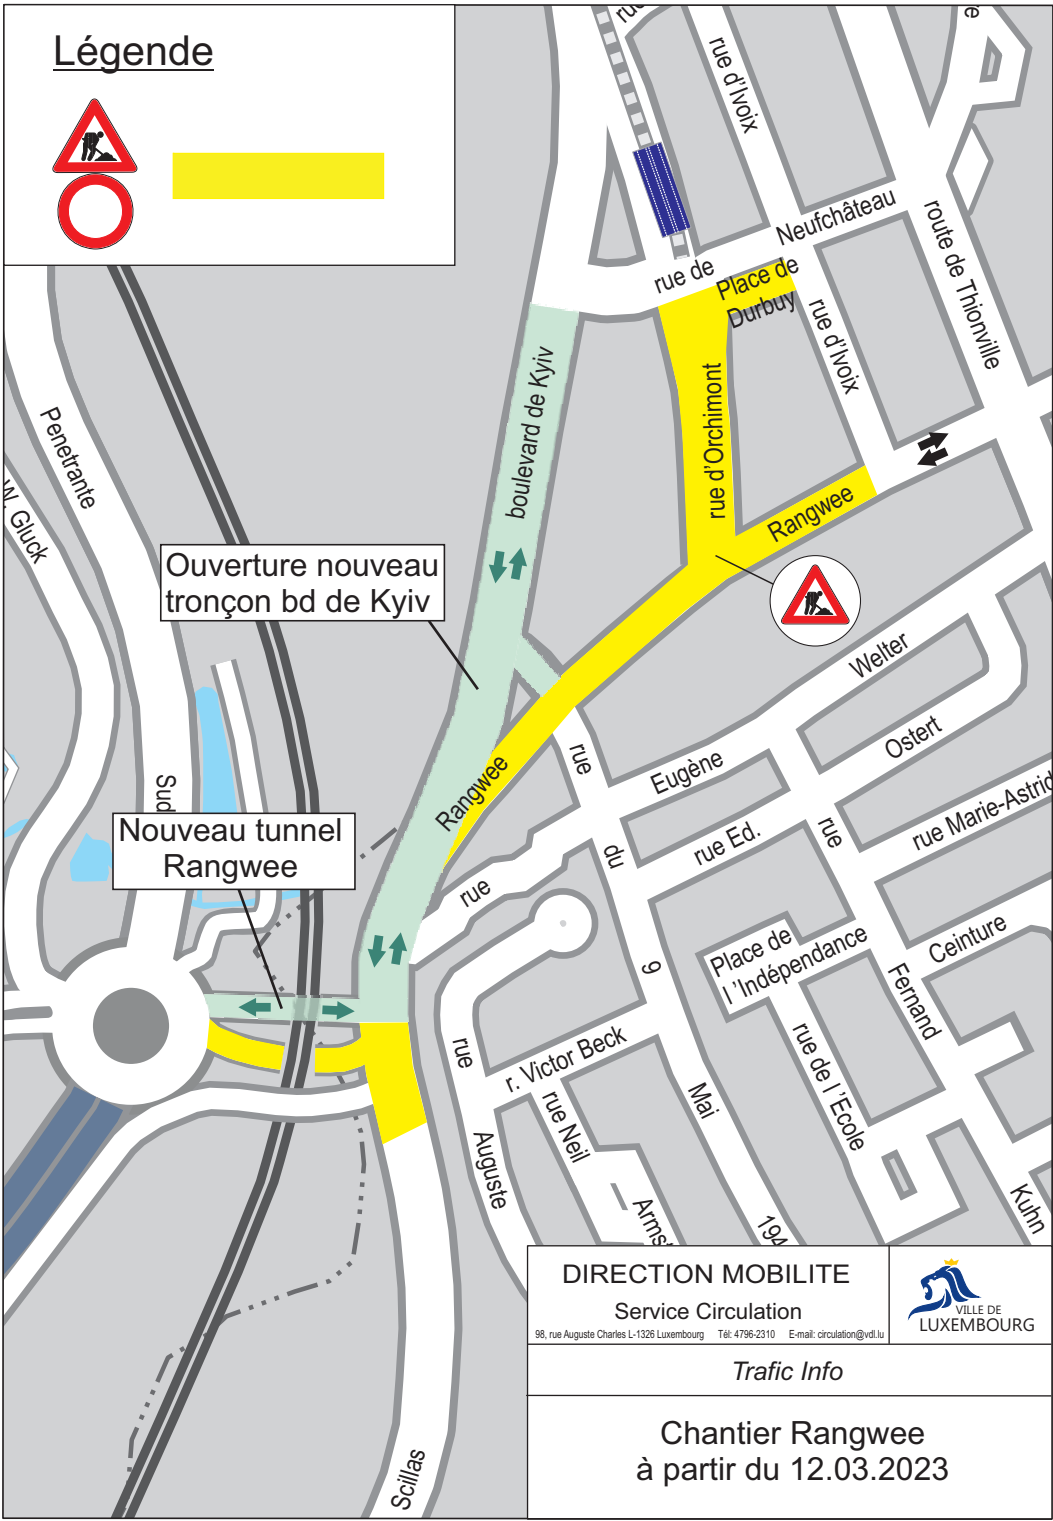 Légende
rue
rue d'Ivoix
Neufchâteau
rue de
Place de
Durbuy
route de Thionville
rue d'Ivoix
boulevard de Kyiv
rue d'Orchimont
Rangwee
Penetrante
W. Gluck
Ouverture nouveau
tronçon bd de Kyiv
Welter
Ostert
Eugène
rue
Rangwee
Sud
Nouveau tunnel
Rangwee
rue Marie-Astrid
rue
rue Ed.
du
rue
Ceinture
Place de
l 'Indépendance
9
Fernand
rue
r. Victor Beck
rue de l 'Ecole
Mai
rue Neil
Auguste
Kuhn
Arms
194
Scillas
DIRECTION MOBILITE
Service Circulation
98, rue Auguste Charles L-1326 Luxembourg Tél: 4796-2310 E-mail: circulation@vdl.lu
VILLE DE
LUXEMBOURG
Trafic Info
Chantier Rangwee
à partir du 12.03.2023